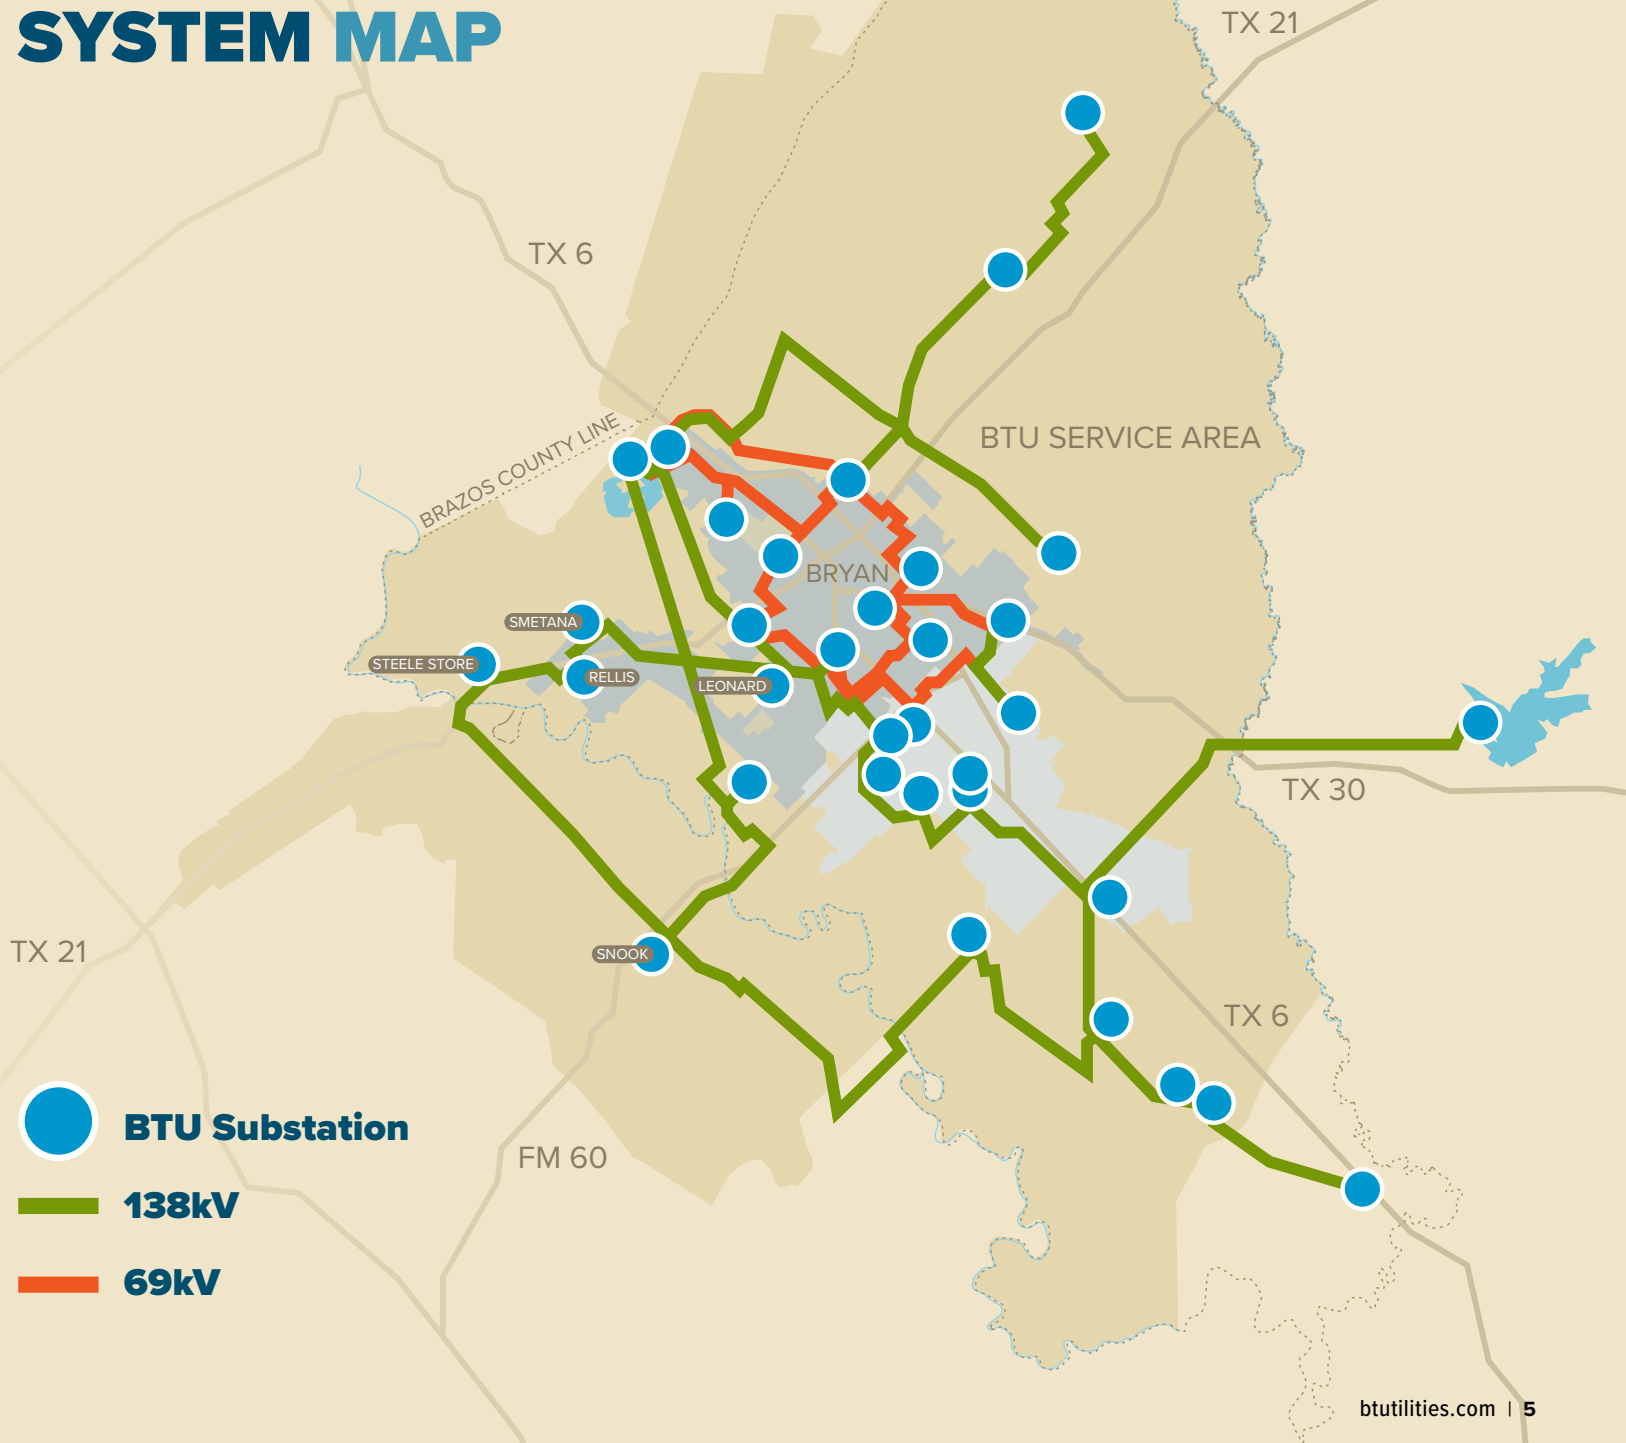 SYSTEM MAP
TX 21
TX 6
BTU SERVICE AREA
BRAZOS COUNTY LINE
BRYAN
SMETANA
STEELE STORE
RELLIS
LEONARD
TX 30
TX 21
SNOOK
TX 6
BTU Substation
FM 60
138kV
69kV
btutilities.com | 5